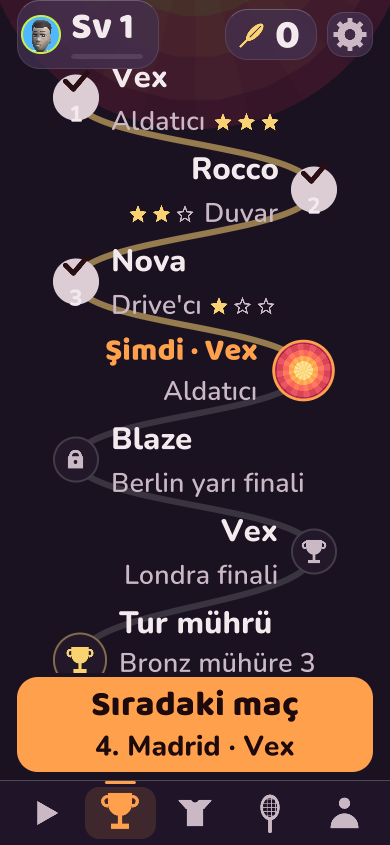 Sv 1
0
Vex
1
Aldatıcı
Rocco
2
Duvar
Nova
3
Drive'cı
Şimdi · Vex
Aldatıcı
Blaze
Berlin yarı finali
Vex
Londra finali
Tur mührü
Bronz mühüre 3
Sıradaki maç
4. Madrid · Vex